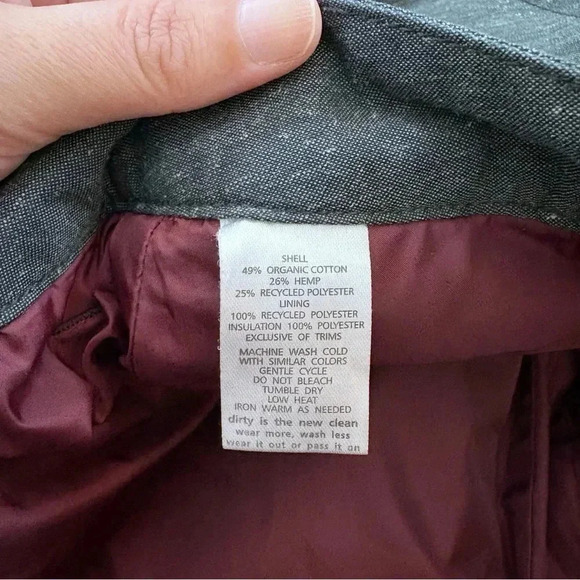 SHELL
49% ORGANIC COTTON
26% HEMP
25% RECYCLED POLYESTER
LINING
100% RECYCLED POLYESTER
INSULATION 100% POLYESTER
EXCLUSIVE OF TRIMS
MACHINE WASH COLD
WITH SIMILAR COLORS
GENTLE CYCLE
DO NOT BLEACH
TUMBLE DRY
LOW HEAT
IRON WARM AS NEEDED
dirty is the new clean
wear more, wash less
wear it out or pass it on